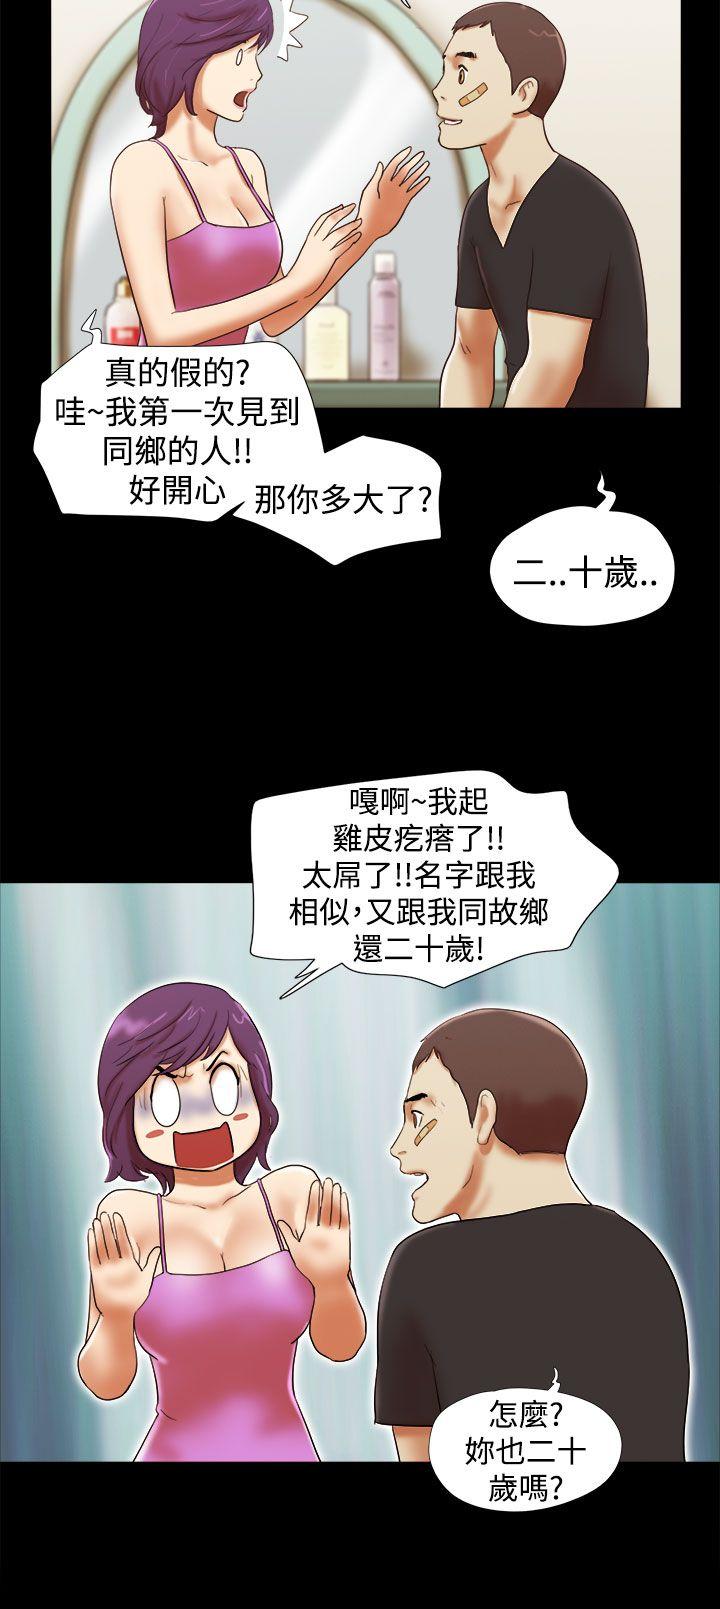 真的假的?
哇~我第一次見到
同鄉的人!!
好開心
那你多大了?
二..十歲..
嘎啊~我起
雞皮疙瘩了!!
太屌了!!名字跟我
相似,又跟我同故鄉
還二十歲!
怎麼?
妳也二十
歲嗎?